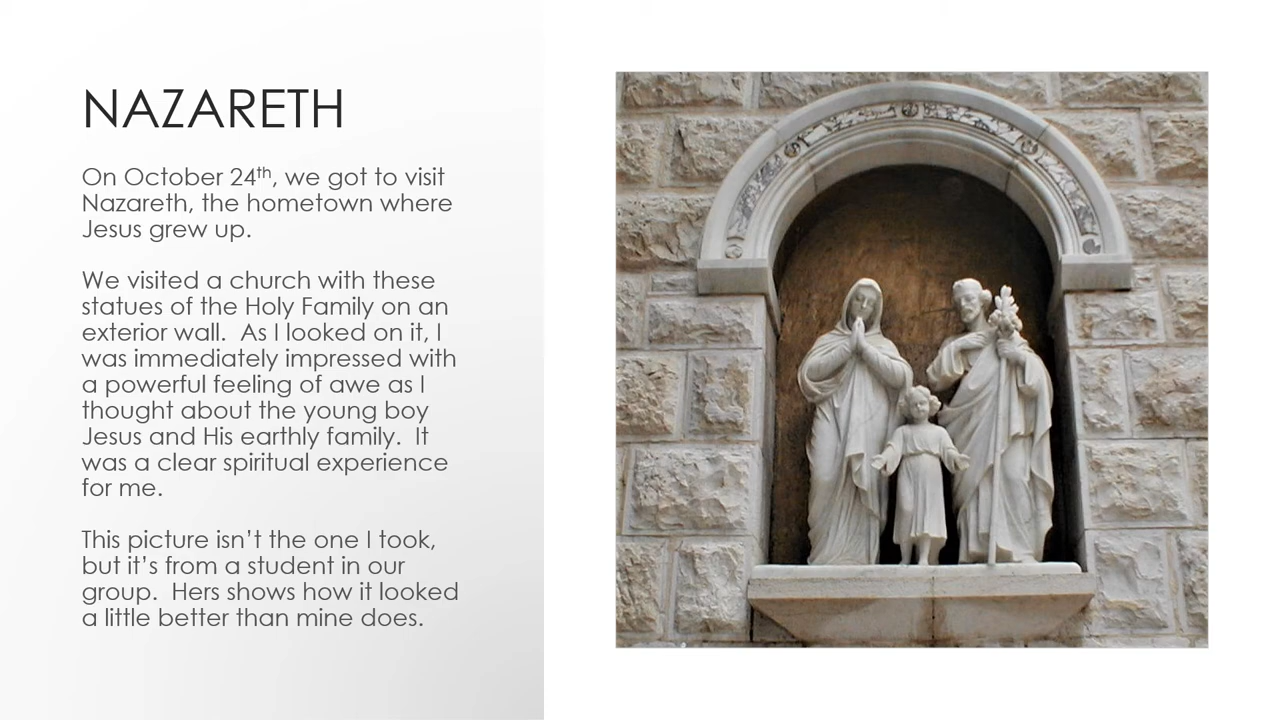 NAZARETH
On October 24th, we got to visit
Nazareth, the hometown where
Jesus grew up.
We visited a church with these
statues of the Holy Family on an
exterior wall.  As I looked on it, I
was immediately impressed with
a powerful feeling of awe as I
thought about the young boy
Jesus and His earthly family.  It
was a clear spiritual experience
for me.
This picture isn’t the one I took,
but it’s from a student in our
group.  Hers shows how it looked
a little better than mine does.